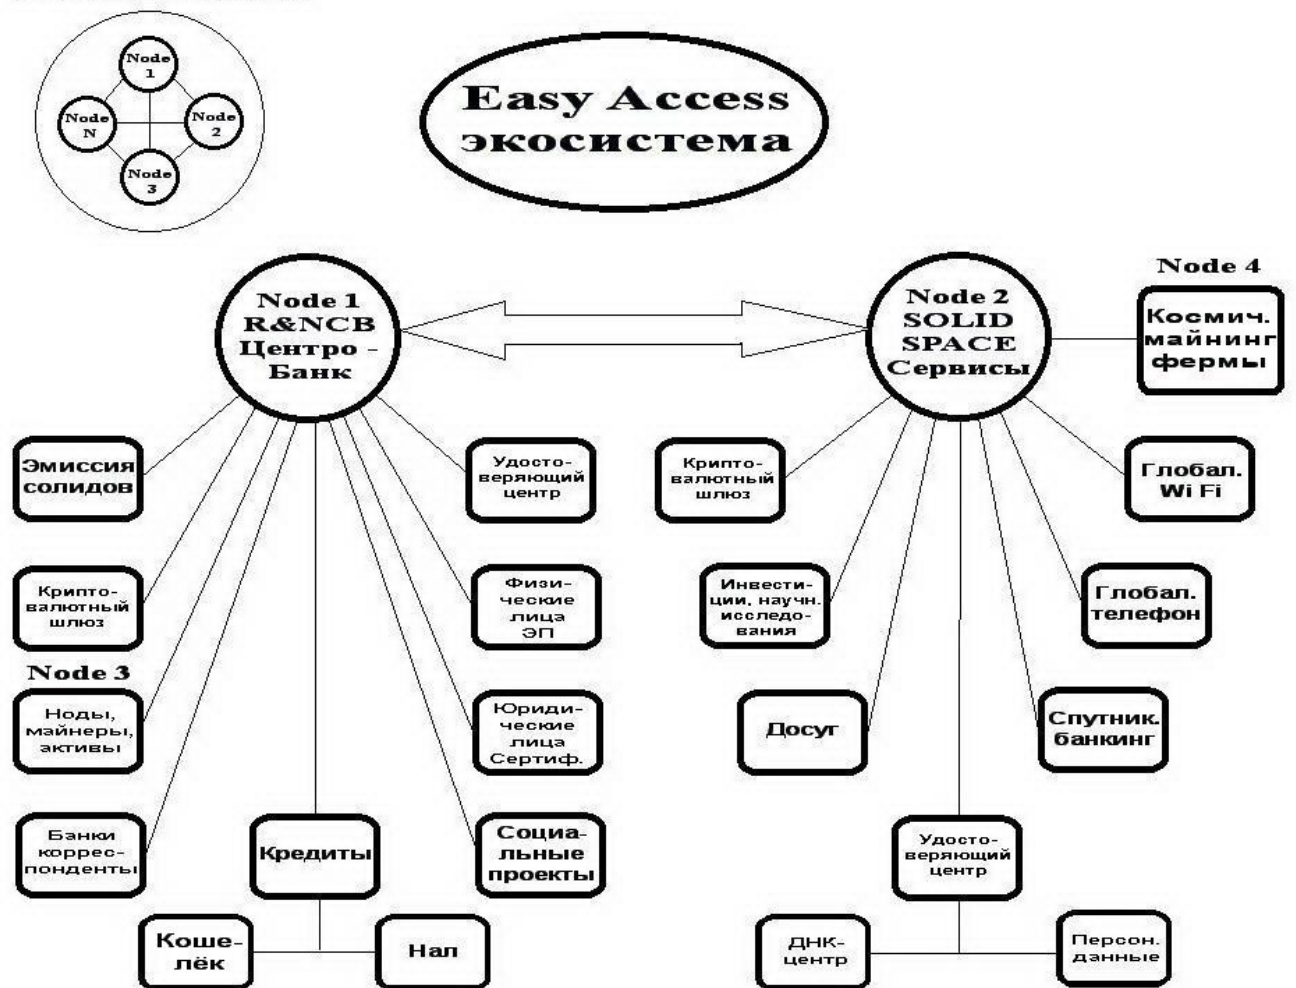 Node
1
Node
N
Node
2
Node
3
Easy Access
экосистема
Node 1
R&NCB
Центро -
Банк
Node 2
SOLID
SPACE
Сервисы
Node 4
Космич.
майнинг
фермы
Эмиссия
солидов
Удосто-
веряющий
центр
Крипто-
валютный
шлюз
Глобал.
Wi Fi
Крипто-
валютный
шлюз
Физи-
ческие
лица
ЭП
Инвести-
ции, научн.
исследо-
вания
Глобал.
телефон
Node 3
Ноды,
майнеры,
активы
Юриди-
ческие
лица
Сертиф.
Досуг
Спутник.
банкинг
Банки
коррес-
понденты
Кредиты
Социа-
льные
проекты
Удосто-
веряющий
центр
Коше-
лёк
Нал
ДНК-
центр
Персон.
данные